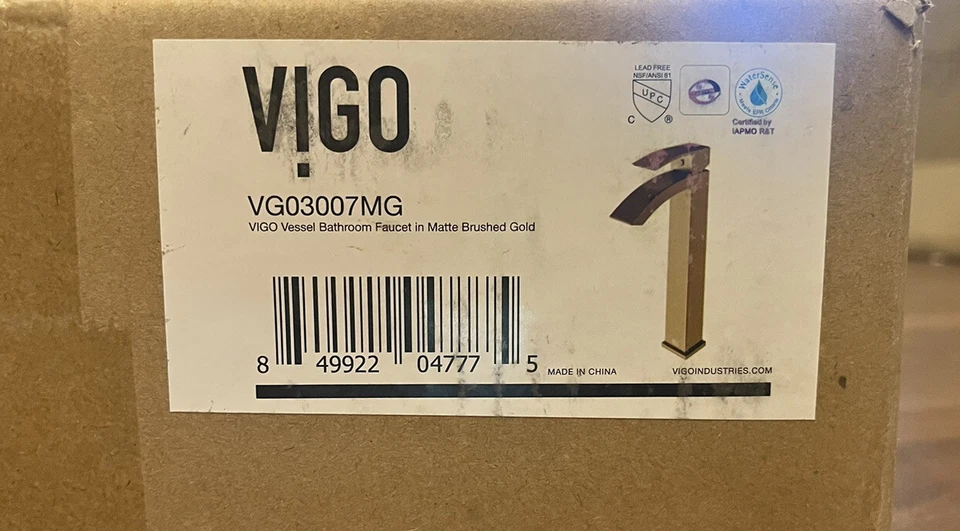 VIGO
LEAD FREE
NSF/ANSI 61
UPC
C ®
WaterSense
Certified by
IAPMO R&T
VG03007MG
VIGO Vessel Bathroom Faucet in Matte Brushed Gold
8 49922 04777 5
MADE IN CHINA
VIGOINDUSTRIES.COM